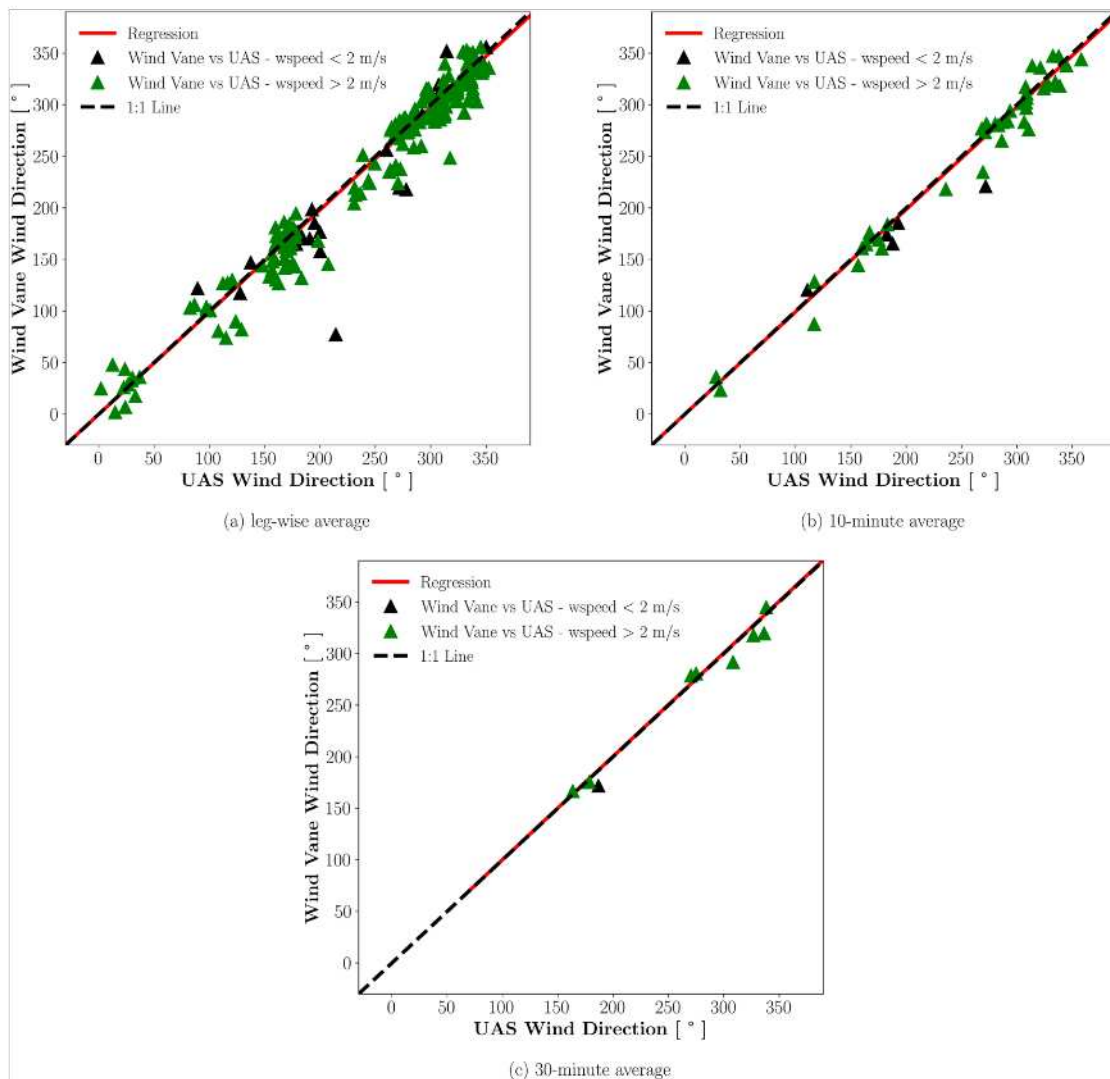 Regression
Wind Vane vs UAS - wspeed < 2 m/s
Wind Vane vs UAS - wspeed > 2 m/s
1:1 Line
350
300
250
200
150
100
50
0
Wind Vane Wind Direction [ ° ]
0 50 100 150 200 250 300 350
UAS Wind Direction [ ° ]
(a) leg-wise average
Regression
Wind Vane vs UAS - wspeed < 2 m/s
Wind Vane vs UAS - wspeed > 2 m/s
1:1 Line
350
300
250
200
150
100
50
0
Wind Vane Wind Direction [ ° ]
0 50 100 150 200 250 300 350
UAS Wind Direction [ ° ]
(b) 10-minute average
Regression
Wind Vane vs UAS - wspeed < 2 m/s
Wind Vane vs UAS - wspeed > 2 m/s
1:1 Line
350
300
250
200
150
100
50
0
Wind Vane Wind Direction [ ° ]
0 50 100 150 200 250 300 350
UAS Wind Direction [ ° ]
(c) 30-minute average